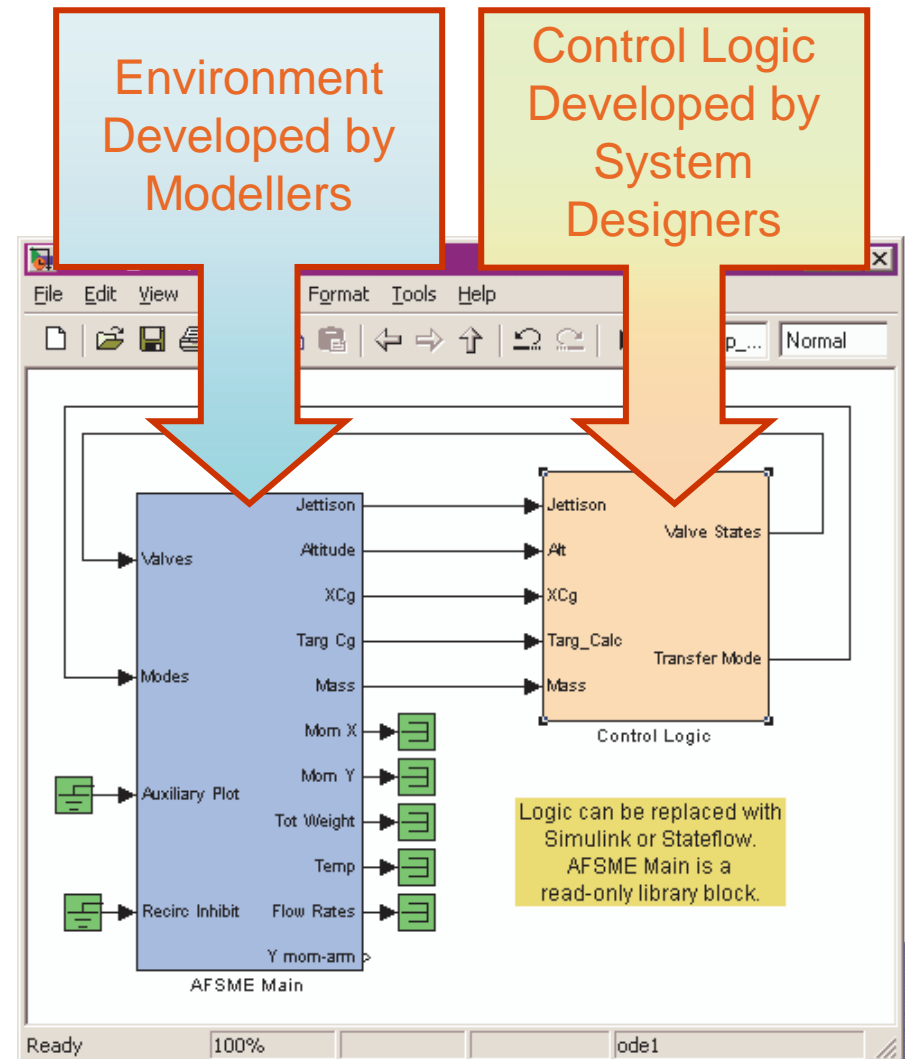 Environment
Developed by
Modellers
Control Logic
Developed by
System
Designers
File Edit View Format Tools Help
p_... Normal
Jettison
Altitude
XCg
Targ Cg
Mass
Mom X
Mom Y
Tot Weight
Temp
Flow Rates
Y mom-arm
Valves
Modes
Auxiliary Plot
Recirc Inhibit
AFSME Main
Jettison
Alt
XCg
Targ_Calc
Mass
Valve States
Transfer Mode
Control Logic
Logic can be replaced with
Simulink or Stateflow.
AFSME Main is a
read-only library block.
Ready 100% ode1